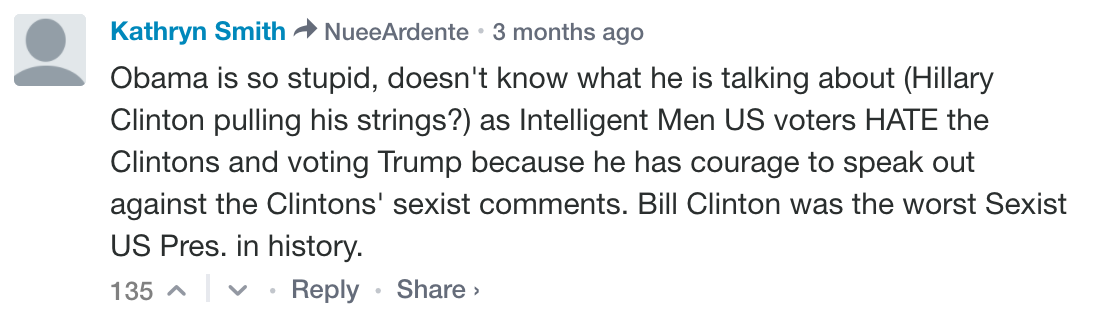 Kathryn Smith NueeArdente • 3 months ago
Obama is so stupid, doesn't know what he is talking about (Hillary
Clinton pulling his strings?) as Intelligent Men US voters HATE the
Clintons and voting Trump because he has courage to speak out
against the Clintons' sexist comments. Bill Clinton was the worst Sexist
US Pres. in history.
135 • Reply • Share ›